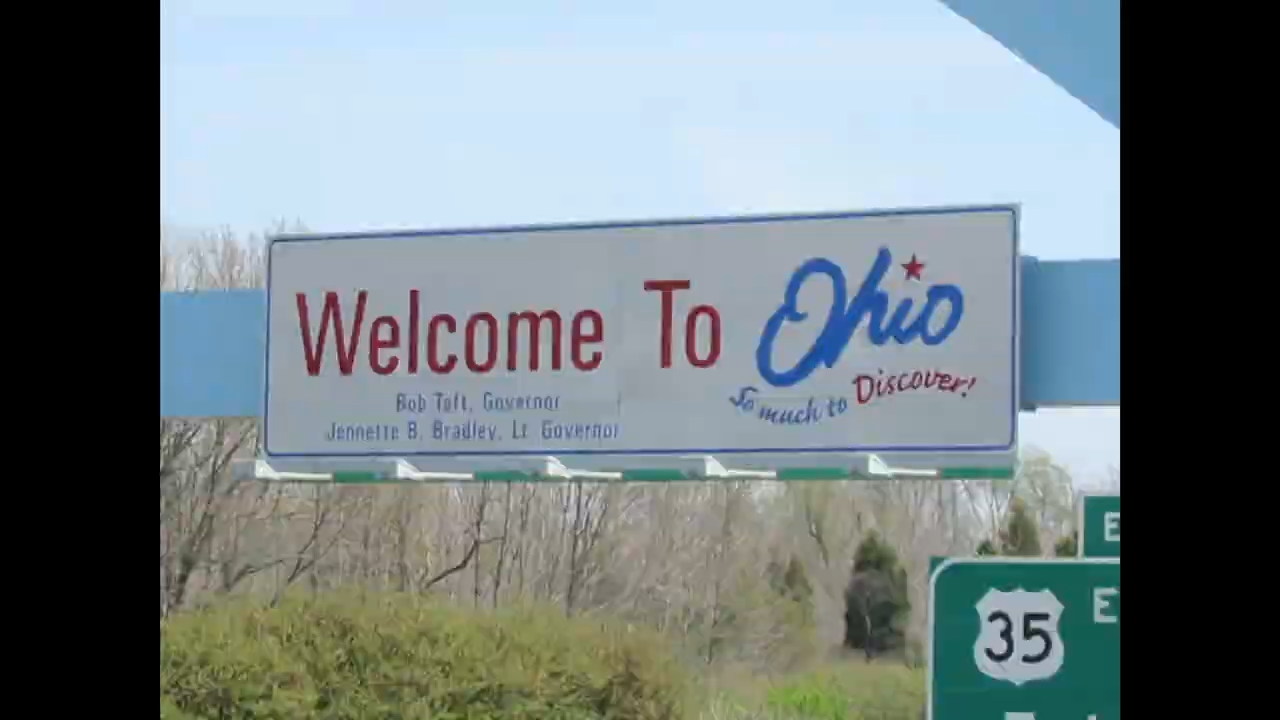 Welcome To Ohio
So much to Discover!
Bob Taft, Governor
Jennette B. Bradley, Lt. Governor
E
35 E